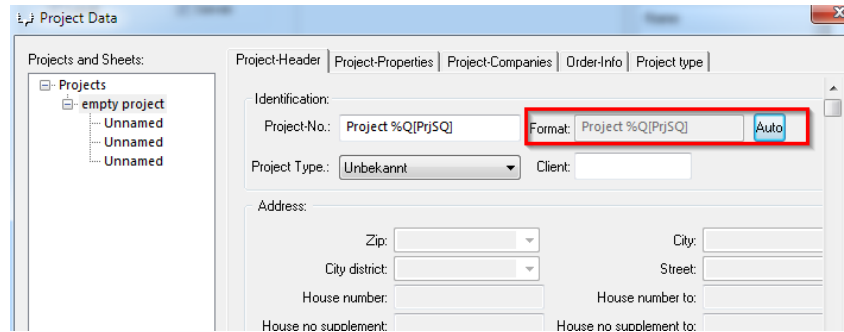 Project Data
Projects and Sheets:
Projects
empty project
Unnamed
Unnamed
Unnamed
Project-Header Project-Properties Project-Companies Order-Info Project type
Identification:
Project-No.: Project %Q[PrjSQ] Format: Project %Q[PrjSQ] Auto
Project Type.: Unbekannt Client:
Address:
Zip: City:
City district: Street:
House number: House number to:
House no supplement: House no supplement to: